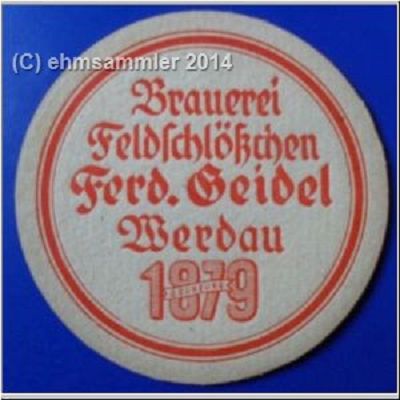 (C) ehmsammler 2014
Brauerei
Feldſchlößchen
Ferd. Geidel
Werdau
1879